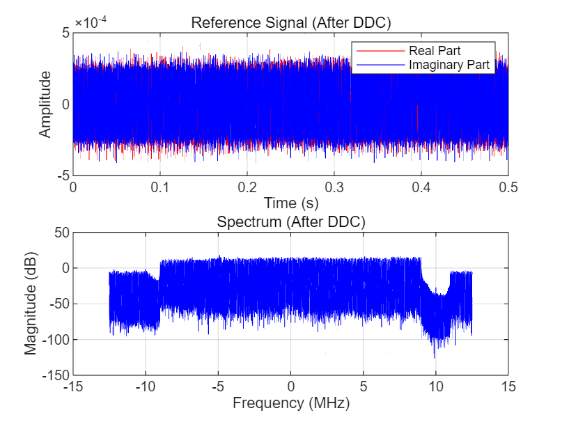 Reference Signal (After DDC)
×10⁻⁴
5
0
-5
Amplitude
Real Part
Imaginary Part
0 0.1 0.2 0.3 0.4 0.5
Time (s)
Spectrum (After DDC)
50
0
-50
-100
-150
Magnitude (dB)
-15 -10 -5 0 5 10 15
Frequency (MHz)